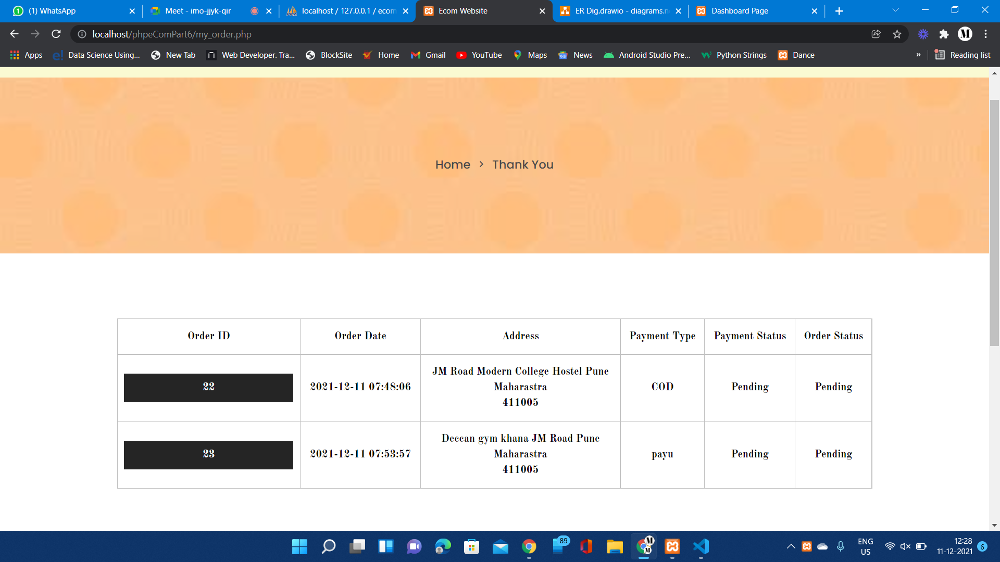 (1) WhatsApp
Meet - imo-jjyk-qir
localhost / 127.0.0.1 / ecom
Ecom Website
ER Dig.drawio - diagrams.n
Dashboard Page
localhost/phpeComPart6/my_order.php
Apps
Data Science Using...
New Tab
Web Developer. Tra...
BlockSite
Home
Gmail
YouTube
Maps
News
Android Studio Pre...
Python Strings
Dance
»
Reading list
Home > Thank You
Order ID
Order Date
Address
Payment Type
Payment Status
Order Status
22
2021-12-11 07:48:06
JM Road Modern College Hostel Pune
Maharastra
411005
COD
Pending
Pending
23
2021-12-11 07:53:57
Deccan gym khana JM Road Pune
Maharastra
411005
payu
Pending
Pending
89
ENG
US
12:28
11-12-2021
6